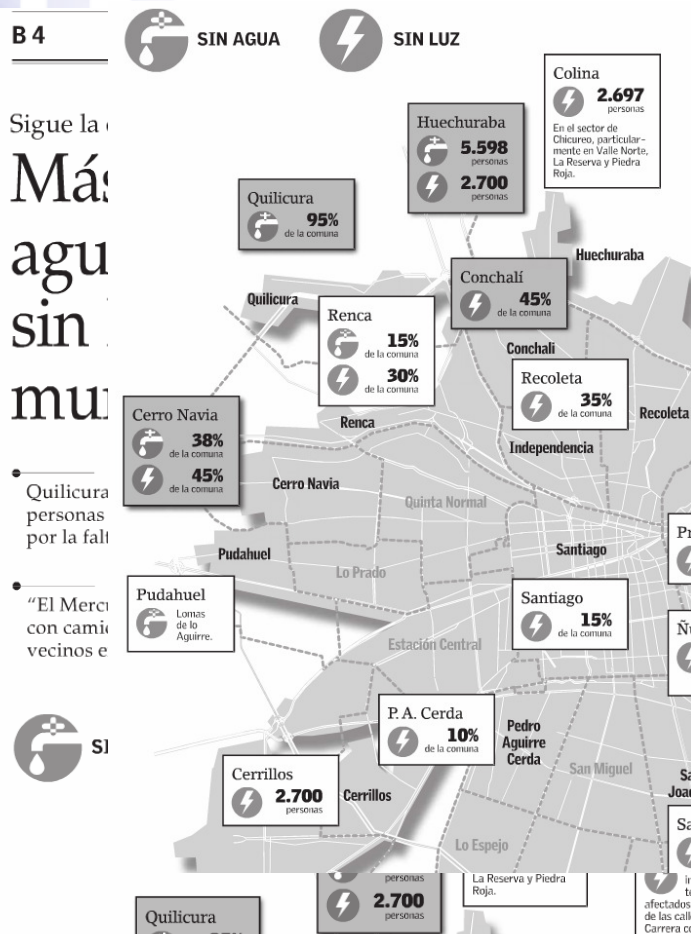 B 4
SIN AGUA
SIN LUZ
Sigue la
Más
agu
sin
mu
Quilicura
personas
por la falt
"El Mercu
con camio
vecinos e
Colina
2.697
personas
En el sector de
Chicureo, particular-
mente en Valle Norte,
La Reserva y Piedra
Roja.
Huechuraba
5.598
personas
2.700
personas
Quilicura
95%
de la comuna
Huechuraba
Conchalí
45%
de la comuna
Quilicura
Renca
15%
de la comuna
30%
de la comuna
Conchalí
Recoleta
35%
de la comuna
Recoleta
Cerro Navia
38%
de la comuna
45%
de la comuna
Renca
Independencia
Cerro Navia
Quinta Normal
Pudahuel
Santiago
Lo Prado
Pudahuel
Lomas
de lo
Aguirre.
Santiago
15%
de la comuna
Estación Central
P. A. Cerda
10%
de la comuna
Pedro
Aguirre
Cerda
San Miguel
Cerrillos
2.700
personas
Cerrillos
Lo Espejo
personas
2.700
personas
La Reserva y Piedra
Roja.
afectados
de las call
Carrera co
Quilicura